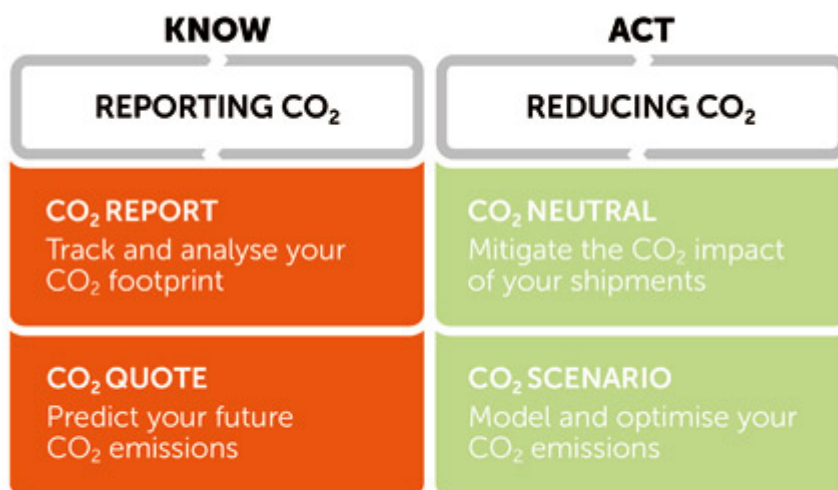 KNOW
REPORTING CO₂
CO₂ REPORT
Track and analyse your
CO₂ footprint
CO₂ QUOTE
Predict your future
CO₂ emissions
ACT
REDUCING CO₂
CO₂ NEUTRAL
Mitigate the CO₂ impact
of your shipments
CO₂ SCENARIO
Model and optimise your
CO₂ emissions